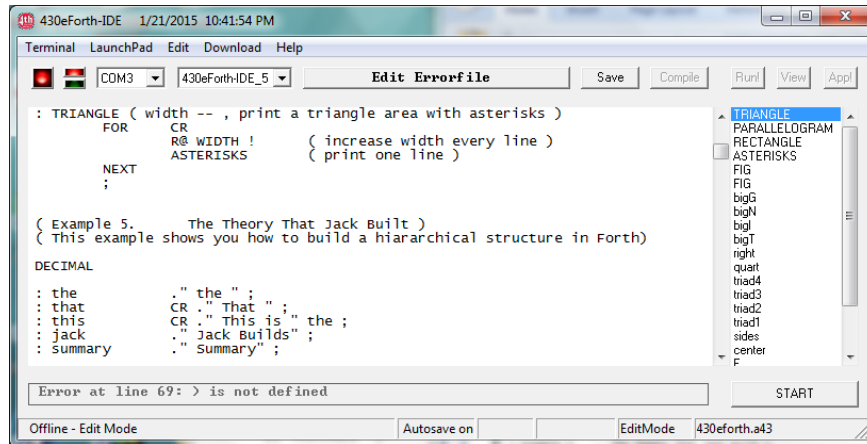 430eForth-IDE 1/21/2015 10:41:54 PM
Terminal LaunchPad Edit Download Help
COM3 430eForth-IDE_5 Edit Errorfile Save Compile Run! View Appl
: TRIANGLE ( width -- , print a triangle area with asterisks )
FOR CR
R@ WIDTH ! ( increase width every line )
ASTERISKS ( print one line )
NEXT
;
( Example 5. The Theory That Jack Built )
( This example shows you how to build a hiararchical structure in Forth)
DECIMAL
: the ." the " ;
: that CR ." That " ;
: this CR ." This is " the ;
: jack ." Jack Builds" ;
: summary ." Summary" ;
TRIANGLE
PARALLELOGRAM
RECTANGLE
ASTERISKS
FIG
FIG
bigG
bigN
bigI
bigT
right
quart
triad4
triad3
triad2
triad1
sides
center
Error at line 69: > is not defined
START
Offline - Edit Mode Autosave on EditMode 430eforth.a43